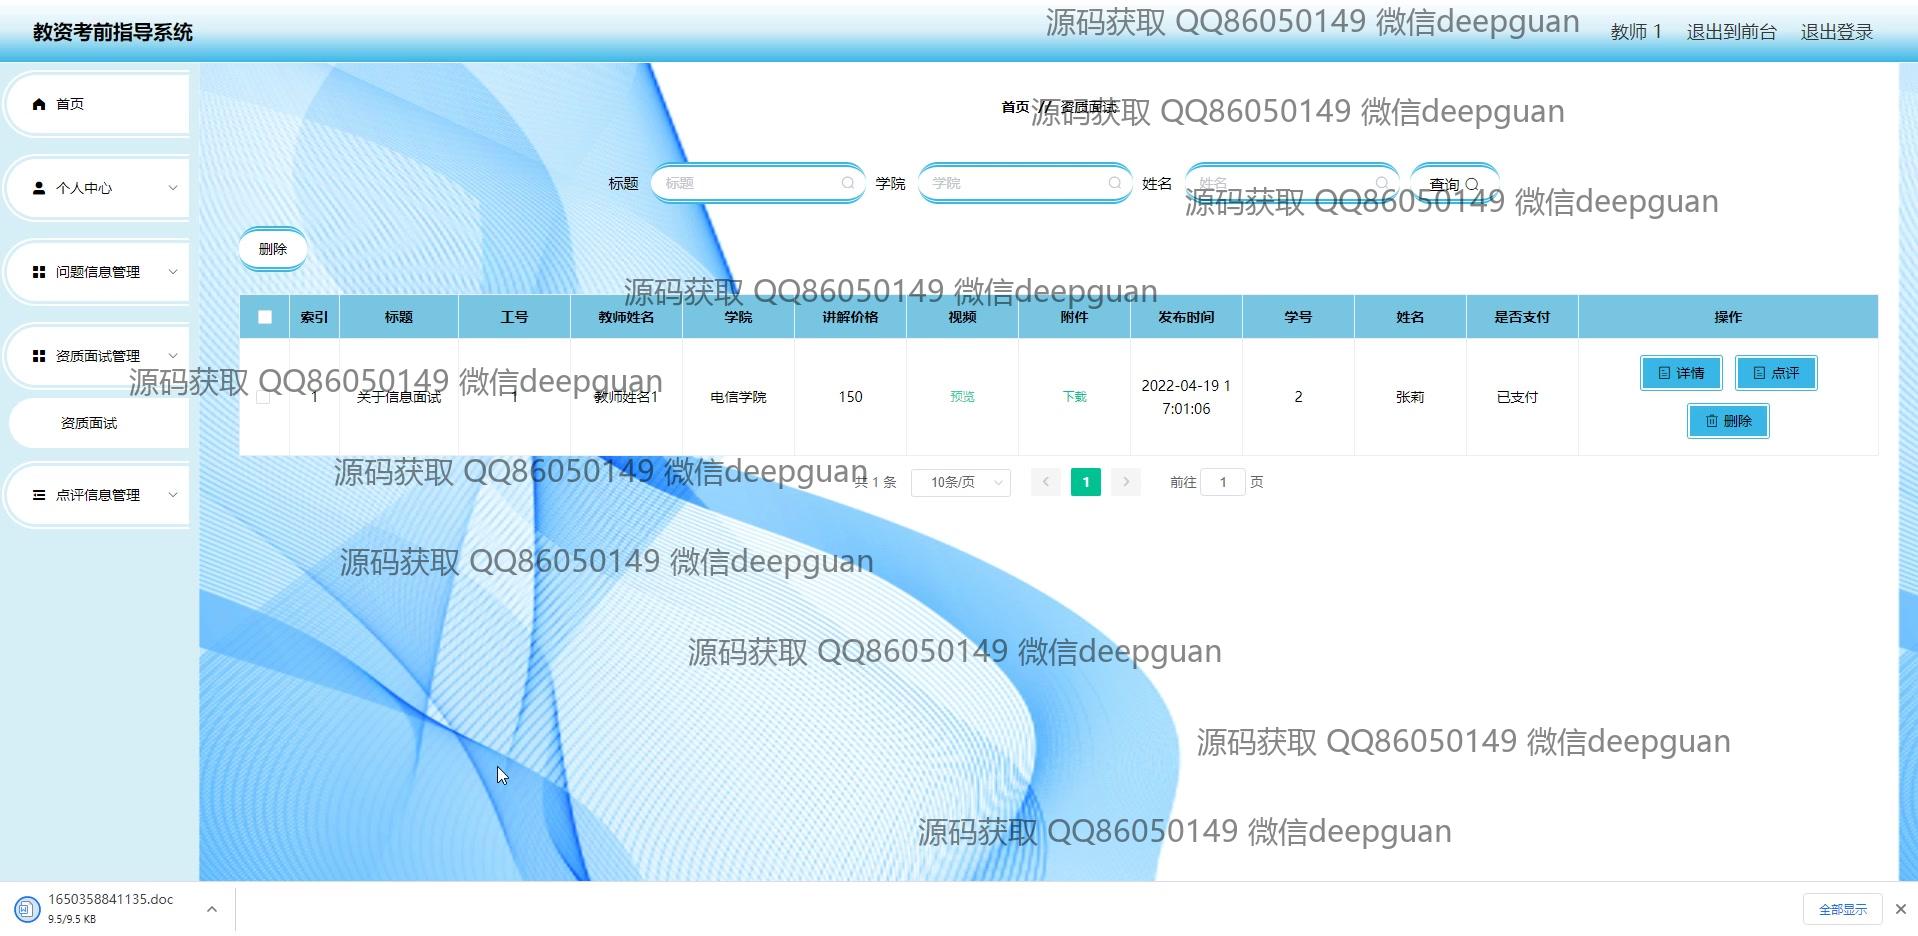 教资考前指导系统
源码获取 QQ86050149 微信deepguan
教师 1 退出到前台 退出登录
首页
个人中心
问题信息管理
资质面试管理
资质面试
点评信息管理
首页 // 资质面试
源码获取 QQ86050149 微信deepguan
标题 标题 学院 学院 姓名 姓名 查询
源码获取 QQ86050149 微信deepguan
删除
源码获取 QQ86050149 微信deepguan
索引 标题 工号 教师姓名 学院 讲解价格 视频 附件 发布时间 学号 姓名 是否支付 操作
源码获取 QQ86050149 微信deepguan
1 关于信息面试 1 教师姓名1 电信学院 150 预览 下载 2022-04-19 1 2 张莉 已支付 详情 点评
7:01:06
删除
源码获取 QQ86050149 微信deepguan
共 1 条 10条/页 1 前往 1 页
源码获取 QQ86050149 微信deepguan
源码获取 QQ86050149 微信deepguan
源码获取 QQ86050149 微信deepguan
源码获取 QQ86050149 微信deepguan
1650358841135.doc
9.5/9.5 KB
全部显示